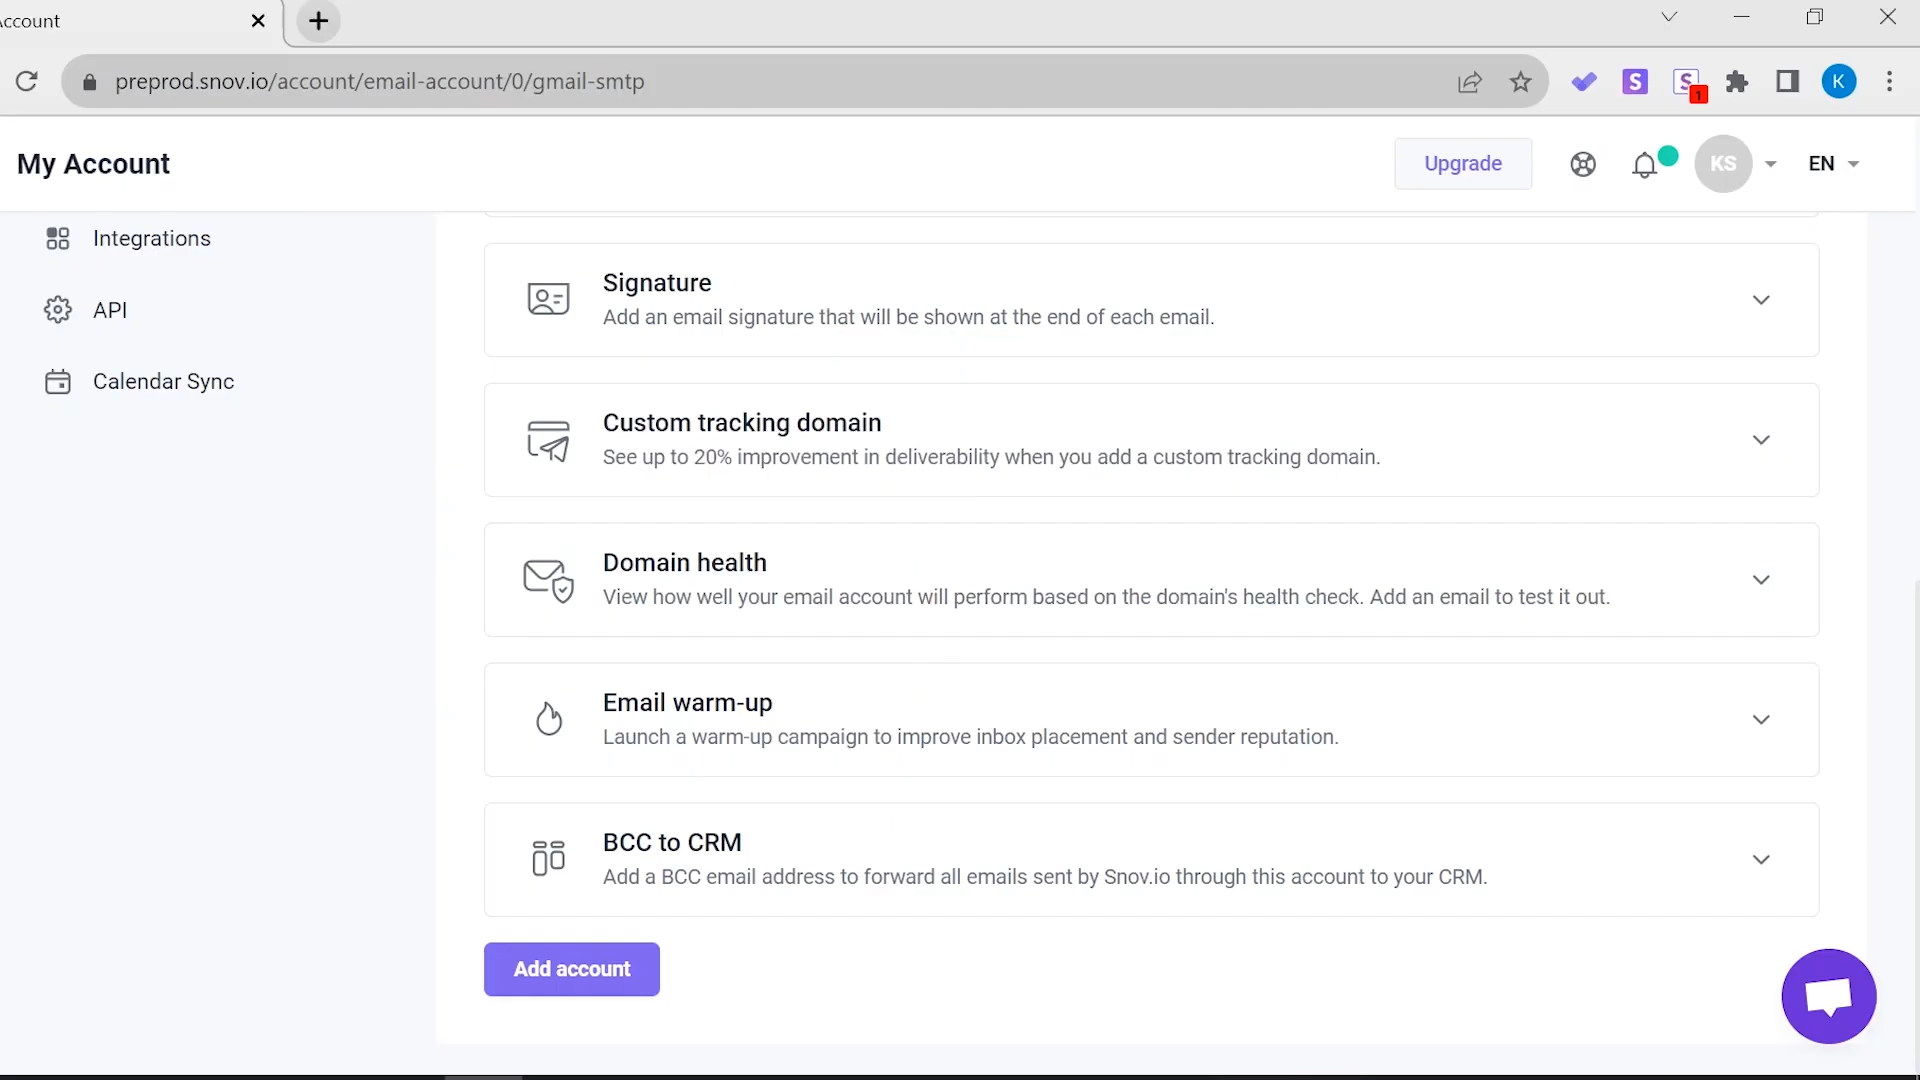 ccount
preprod.snov.io/account/email-account/0/gmail-smtp
S
S
1
K
My Account
Upgrade
KS
EN
Integrations
API
Calendar Sync
Signature
Add an email signature that will be shown at the end of each email.
Custom tracking domain
See up to 20% improvement in deliverability when you add a custom tracking domain.
Domain health
View how well your email account will perform based on the domain's health check. Add an email to test it out.
Email warm-up
Launch a warm-up campaign to improve inbox placement and sender reputation.
BCC to CRM
Add a BCC email address to forward all emails sent by Snov.io through this account to your CRM.
Add account